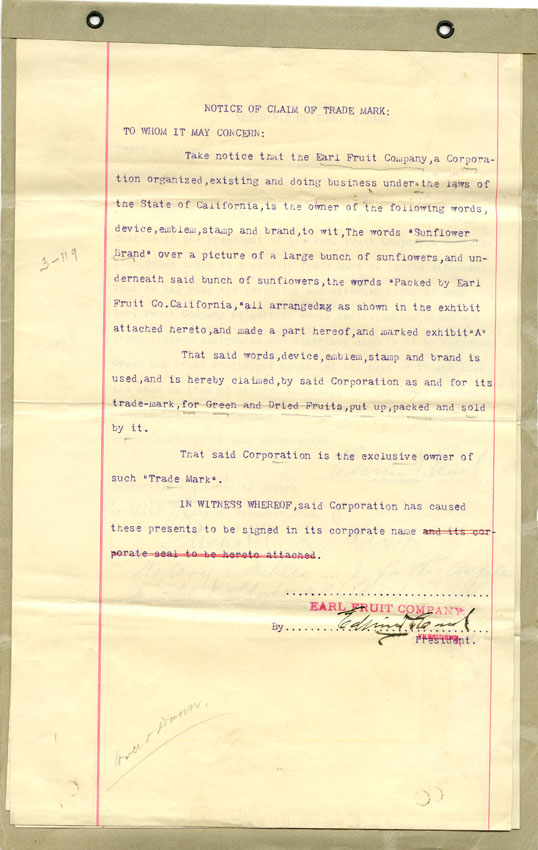 NOTICE OF CLAIM OF TRADE MARK:
TO WHOM IT MAY CONCERN:
Take notice that the Earl Fruit Company,a Corpora-
tion organized,existing and doing business under the laws of
the State of California,is the owner of the following words,
device,emblem,stamp and brand,to wit,The words "Sunflower
Brand" over a picture of a large bunch of sunflowers,and un-
derneath said bunch of sunflowers,the words "Packed by Earl
Fruit Co.California,"all arranged as shown in the exhibit
attached hereto,and made a part hereof,and marked exhibit"A"
3-119
That said words,device,emblem,stamp and brand is
used,and is hereby claimed,by said Corporation as and for its
trade-mark,for Green and Dried Fruits,put up,packed and sold
by it.
That said Corporation is the exclusive owner of
such "Trade Mark".
IN WITNESS WHEREOF,said Corporation has caused
these presents to be signed in its corporate name and its cor-
porate seal to be hereto attached.
EARL FRUIT COMPANY
By
PRESIDENT
President.